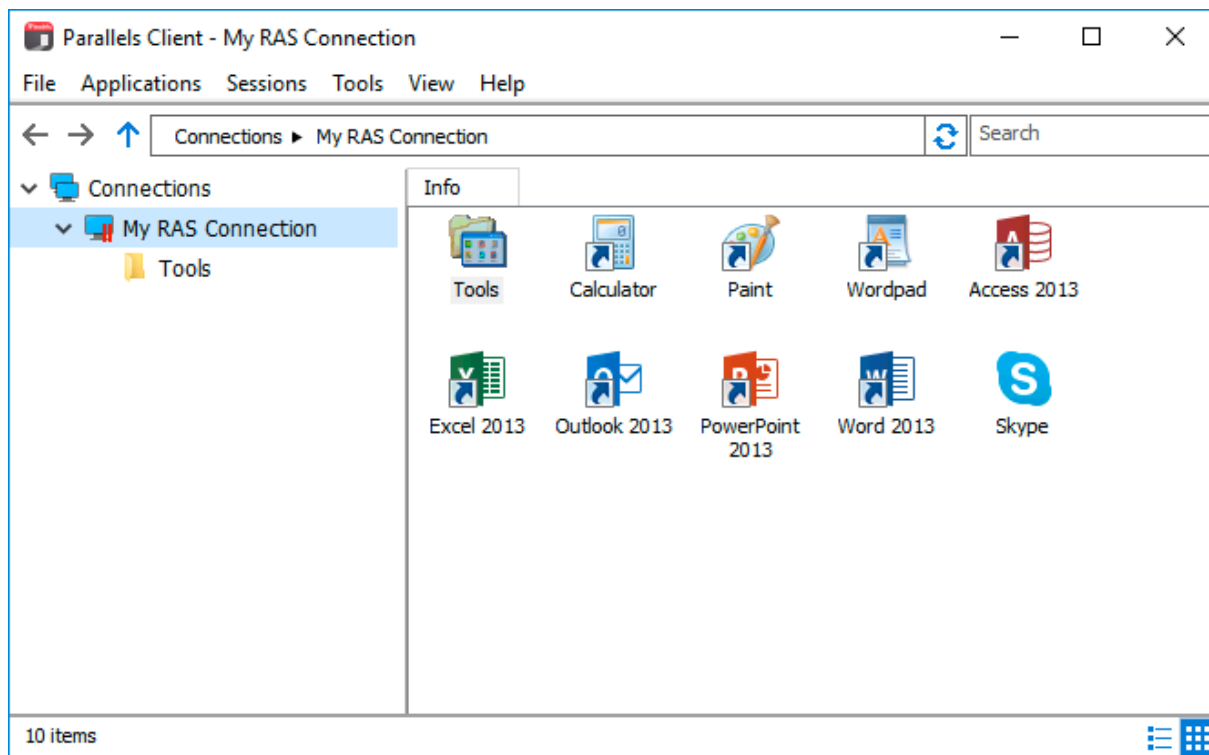 Parallels Client - My RAS Connection
File Applications Sessions Tools View Help
Connections ▸ My RAS Connection
Search
Connections
My RAS Connection
Tools
Info
Tools Calculator Paint Wordpad Access 2013
Excel 2013 Outlook 2013 PowerPoint 2013 Word 2013 Skype
10 items